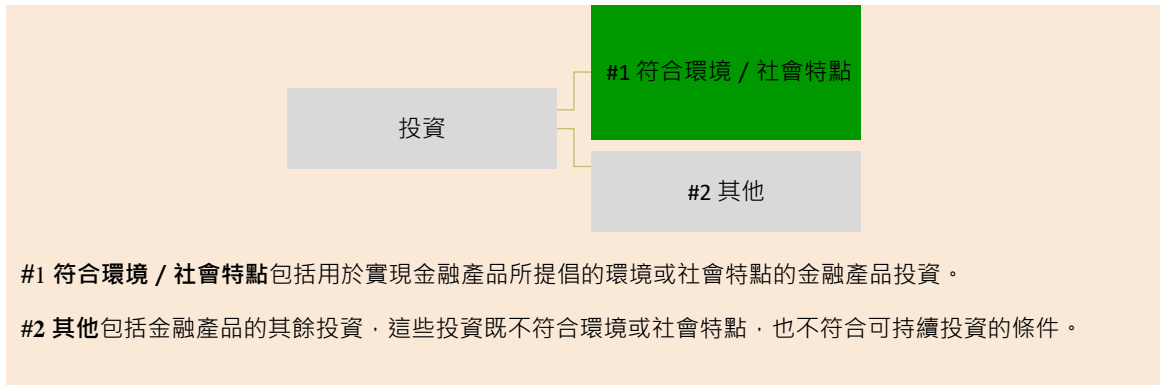 #1 符合環境 / 社會特點
投資
#2 其他
#1 符合環境 / 社會特點包括用於實現金融產品所提倡的環境或社會特點的金融產品投資。
#2 其他包括金融產品的其餘投資，這些投資既不符合環境或社會特點，也不符合可持續投資的條件。